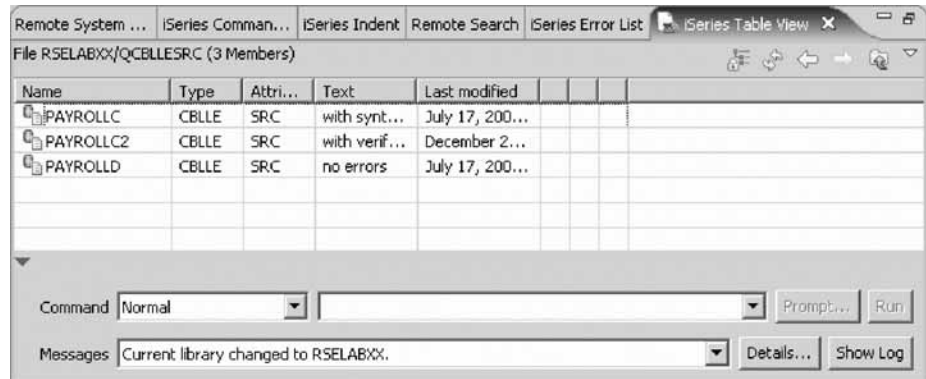 Remote System ... iSeries Comman... iSeries Indent Remote Search iSeries Error List iSeries Table View
File RSELABXX/QCBLLESRC (3 Members)
Name Type Attri... Text Last modified
PAYROLLC CBLLE SRC with synt... July 17, 200...
PAYROLLC2 CBLLE SRC with verif... December 2...
PAYROLLD CBLLE SRC no errors July 17, 200...
Command Normal Prompt... Run
Messages Current library changed to RSELABXX. Details... Show Log